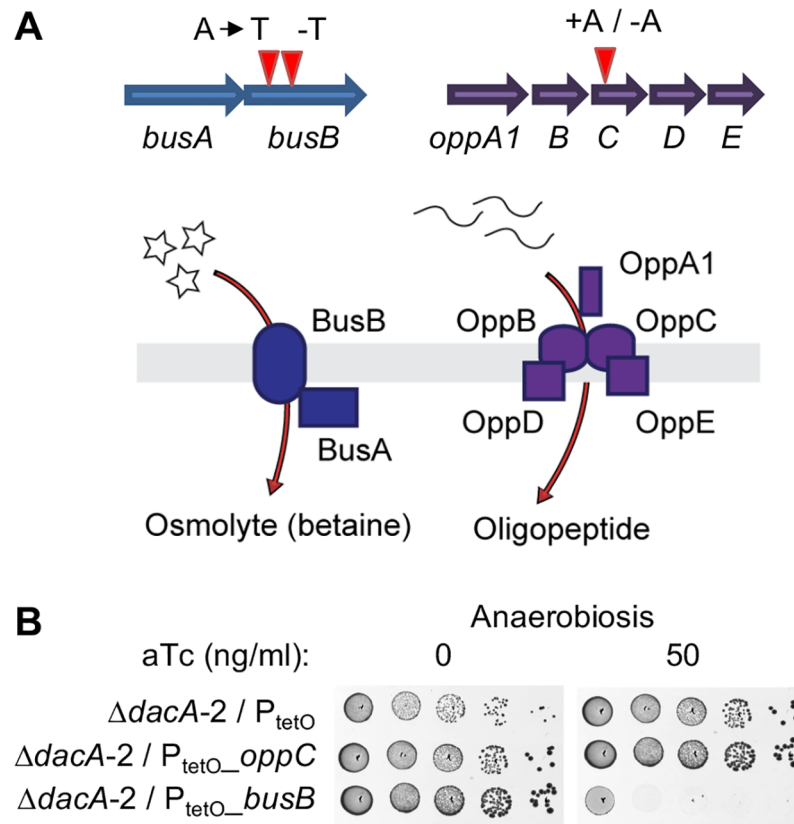 A
A → T -T
+A / -A
busA busB
oppA1 B C D E
OppA1
BusB OppB OppC
OppD OppE
BusA
Osmolyte (betaine) Oligopeptide
B
Anaerobiosis
aTc (ng/ml): 0 50
ΔdacA-2 / PtetO
ΔdacA-2 / PtetO_oppC
ΔdacA-2 / PtetO_busB